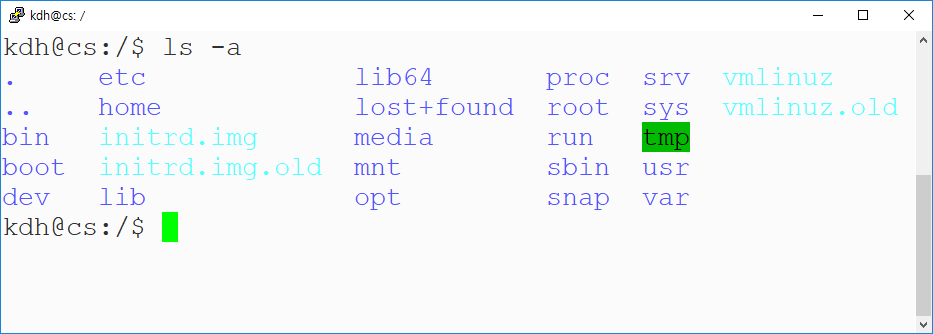 kdh@cs: /
kdh@cs:/$ ls -a
.     etc             lib64       proc  srv  vmlinuz
..    home            lost+found  root  sys  vmlinuz.old
bin   initrd.img      media       run   tmp
boot  initrd.img.old  mnt         sbin  usr
dev   lib             opt         snap  var
kdh@cs:/$